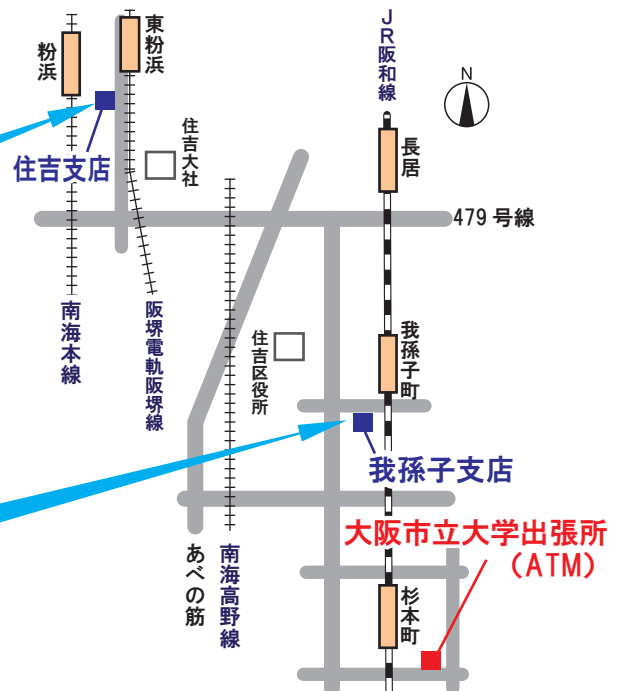 粉浜
東粉浜
JR阪和線
N
住吉支店
住吉大社
長居
479号線
南海本線
阪堺電軌阪堺線
住吉区役所
我孫子町
我孫子支店
大阪市立大学出張所
(ATM)
あべの筋
南海高野線
杉本町